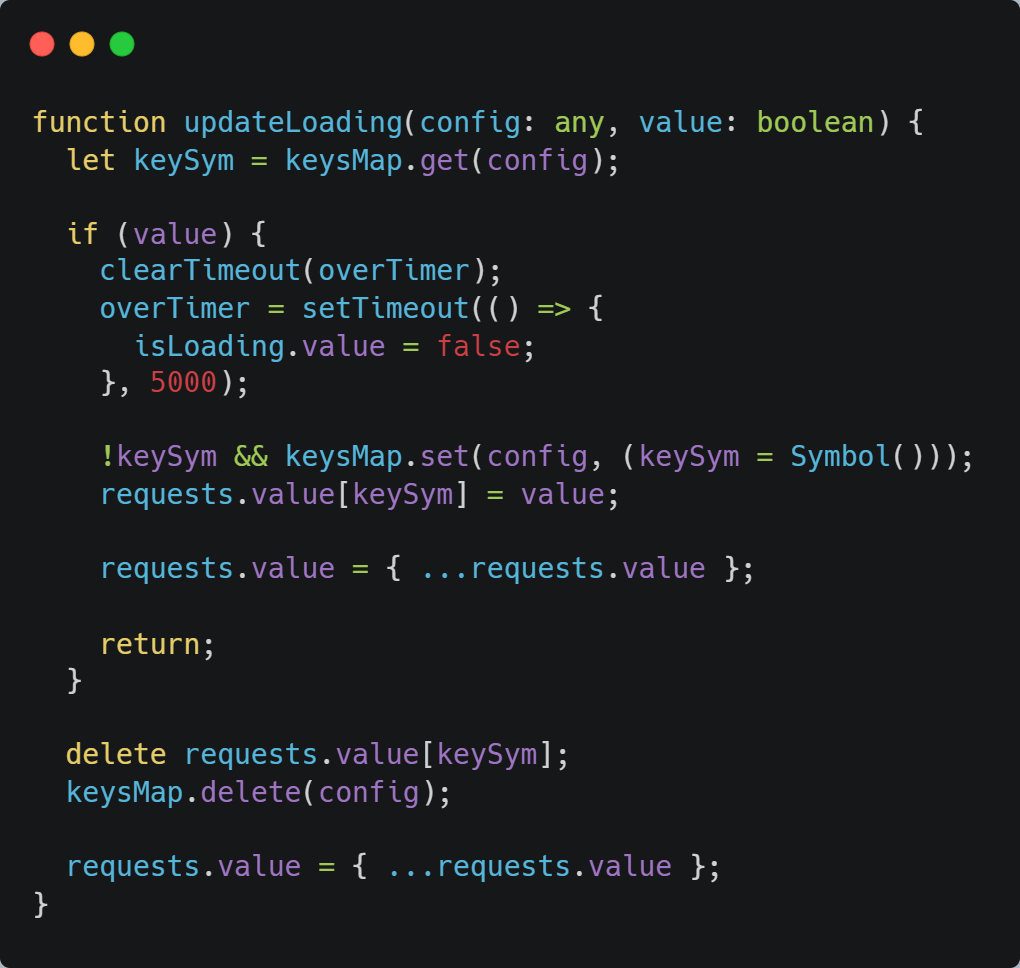 function updateLoading(config: any, value: boolean) {
  let keySym = keysMap.get(config);

  if (value) {
    clearTimeout(overTimer);
    overTimer = setTimeout(() => {
      isLoading.value = false;
    }, 5000);

    !keySym && keysMap.set(config, (keySym = Symbol()));
    requests.value[keySym] = value;

    requests.value = { ...requests.value };

    return;
  }

  delete requests.value[keySym];
  keysMap.delete(config);

  requests.value = { ...requests.value };
}